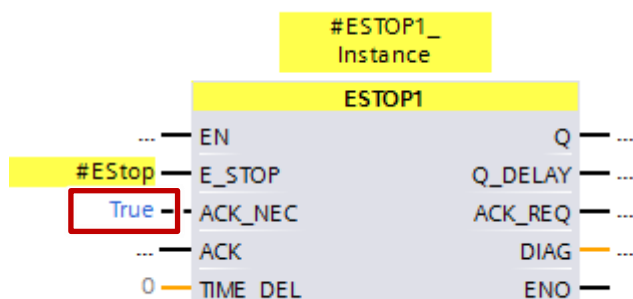 #ESTOP1_
Instance
ESTOP1
... EN Q ...
#EStop E_STOP Q_DELAY ...
True ACK_NEC ACK_REQ ...
... ACK DIAG ...
0 TIME_DEL ENO